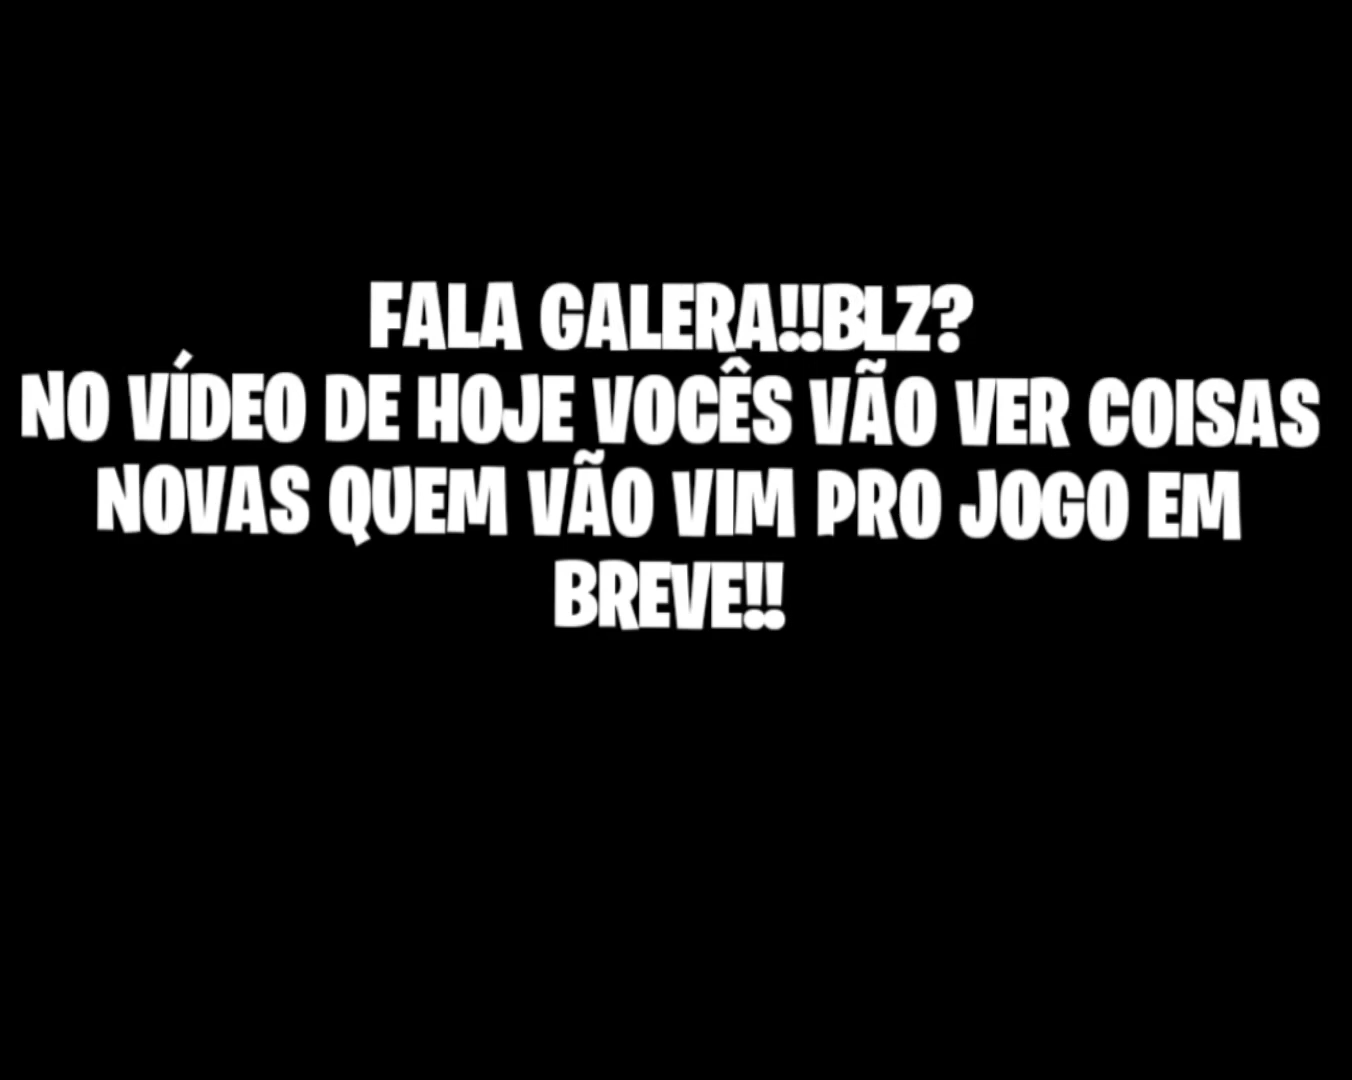 FALA GALERA!!BLZ?
NO VÍDEO DE HOJE VOCÊS VÃO VER COISAS
NOVAS QUEM VÃO VIM PRO JOGO EM
BREVE!!